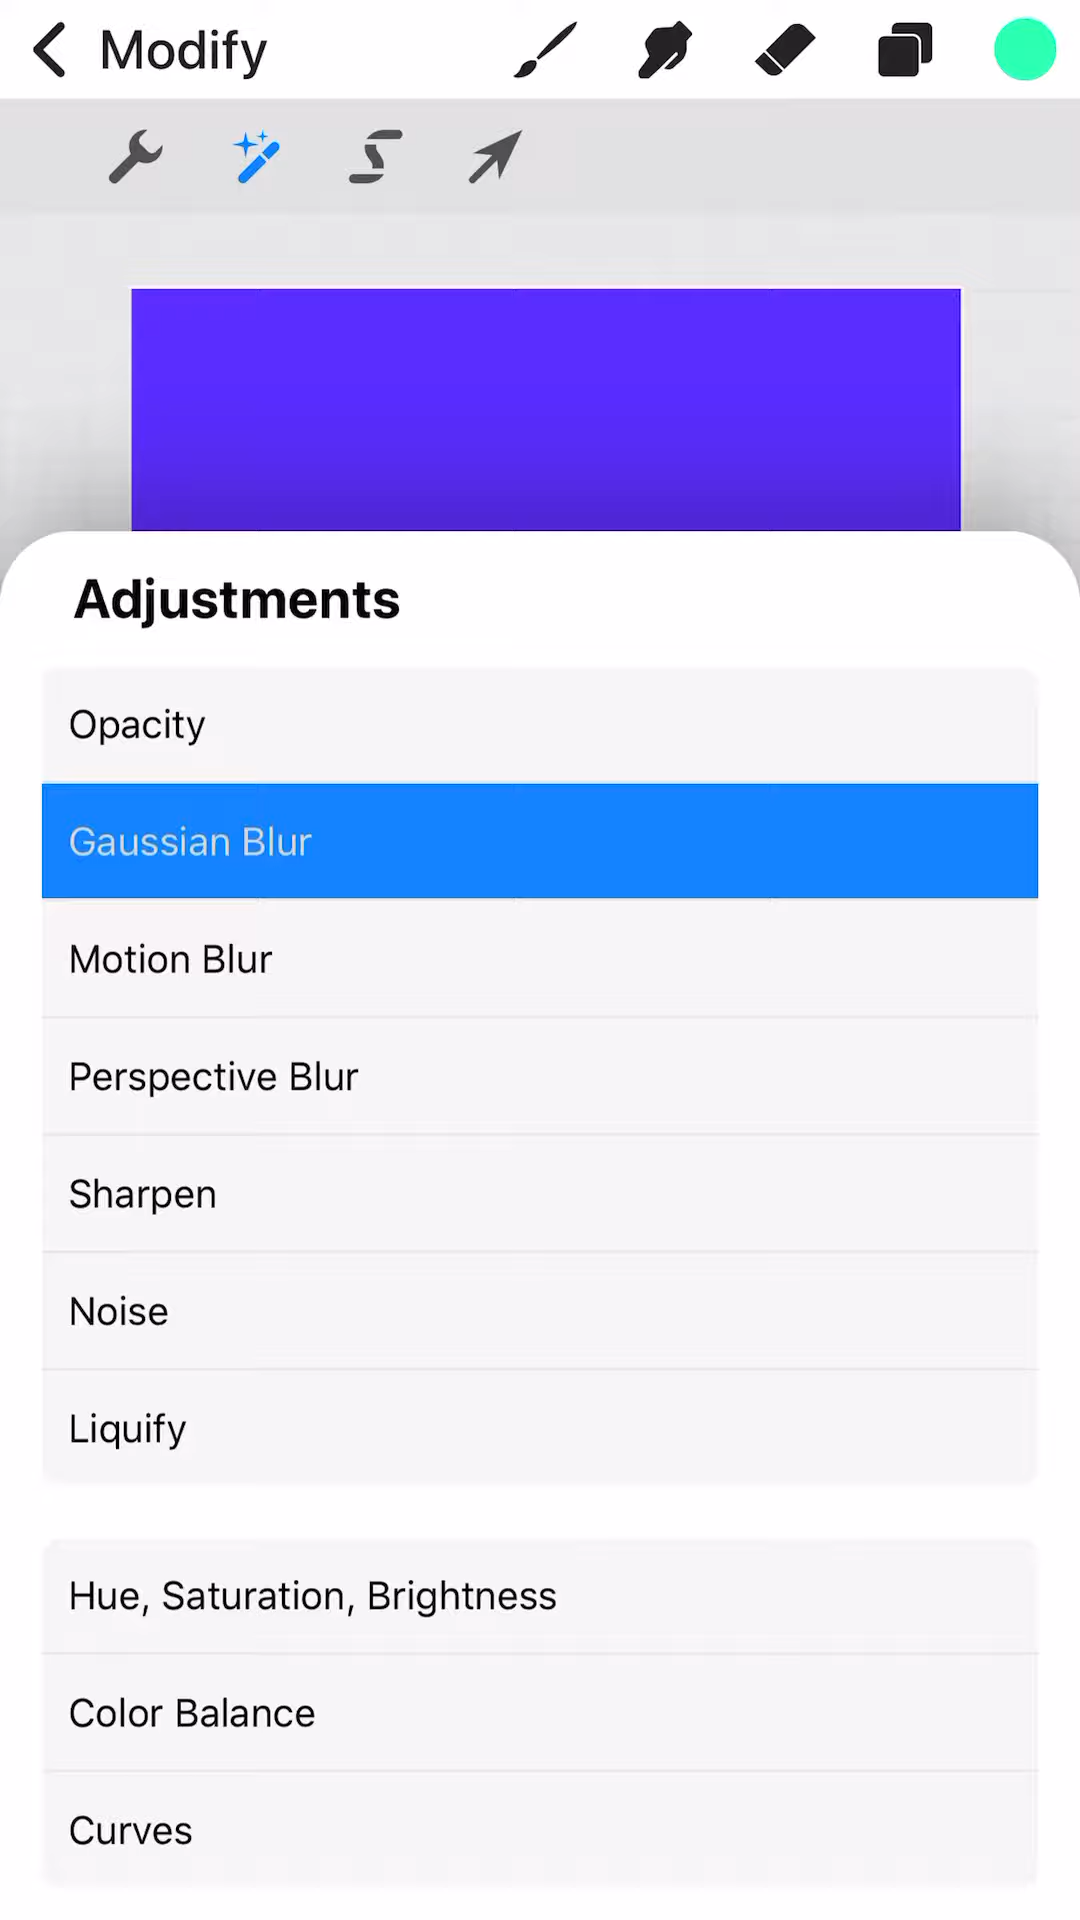 Modify
Adjustments
Opacity
Gaussian Blur
Motion Blur
Perspective Blur
Sharpen
Noise
Liquify
Hue, Saturation, Brightness
Color Balance
Curves